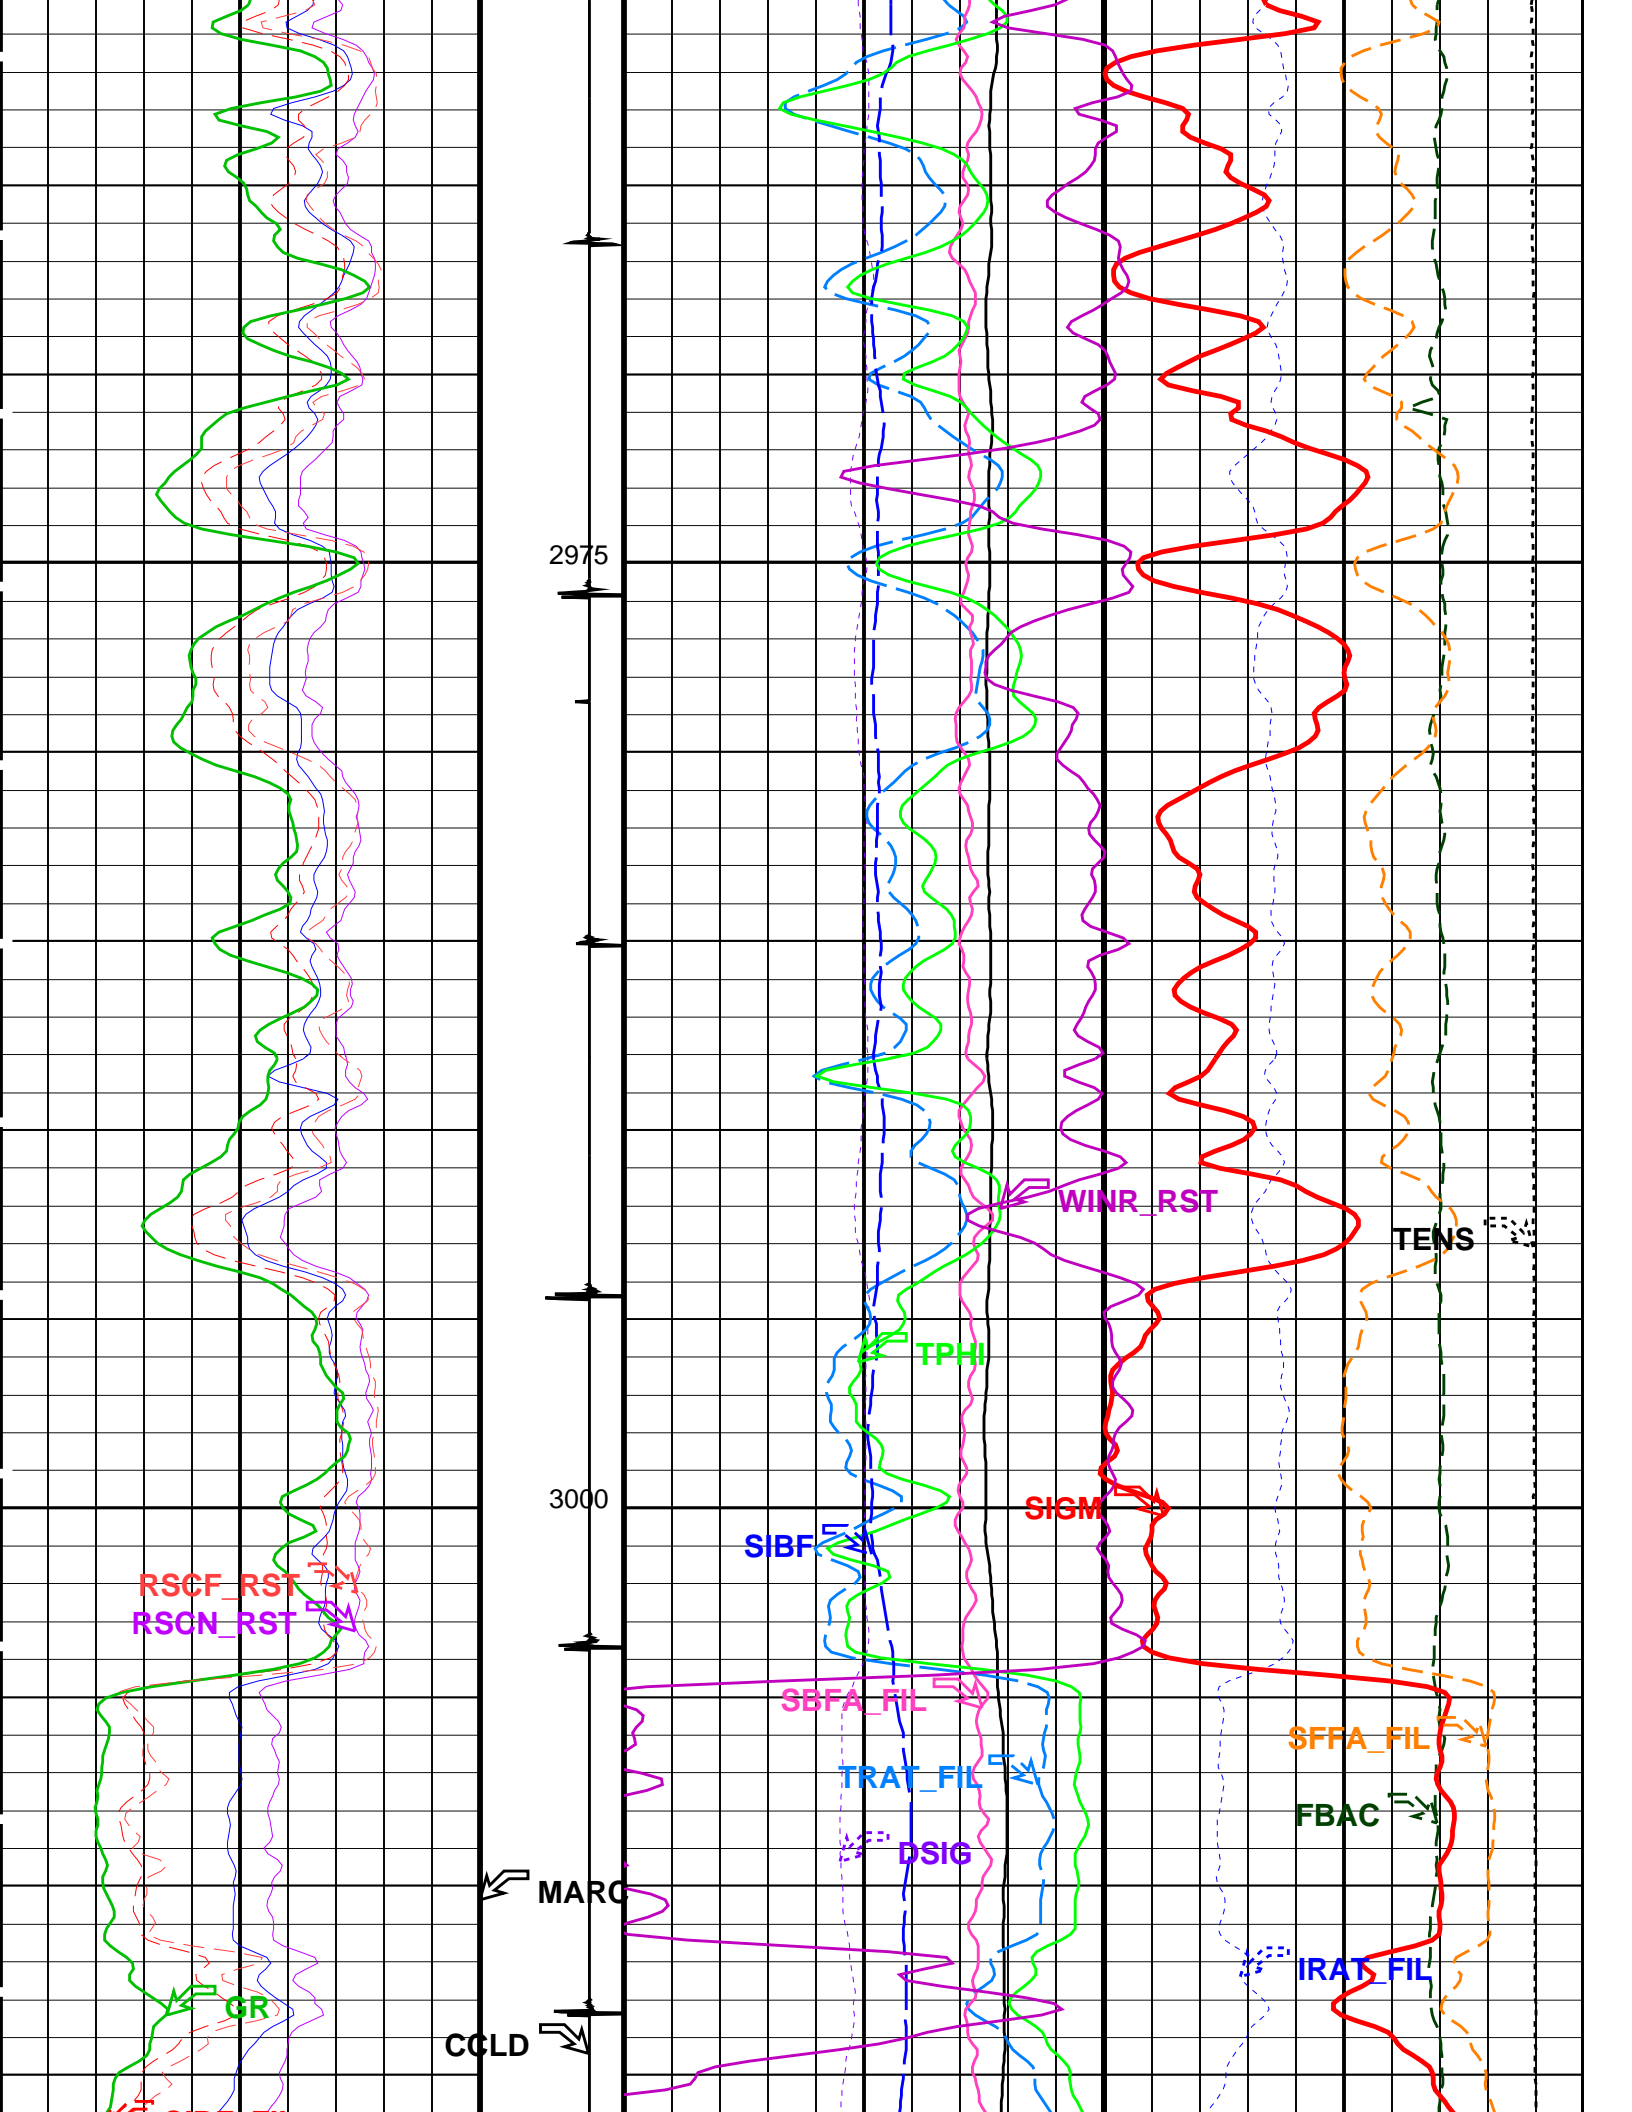 2975
WINR_RST
TENS
TPHI
3000
SIGM
SIBF
RSCF_RST
RSCN_RST
SBFA_FIL
SFFA_FIL
TRAT_FIL
FBAC
DSIG
MARC
IRAT_FIL
GR
CCLD